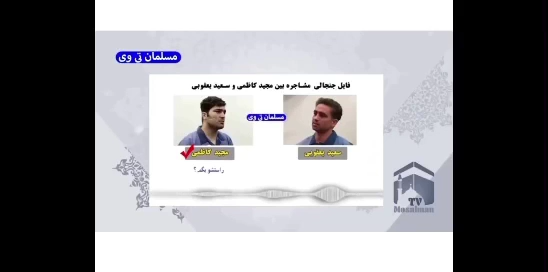 مسلمان تی وی
فایل جنجالی مشاجره بین مجید کاظمی و سعید یعقوبی
مسلمان تی وی
مجید کاظمی
سعید یعقوبی
راستشو بگم؟
TV
Mosalman